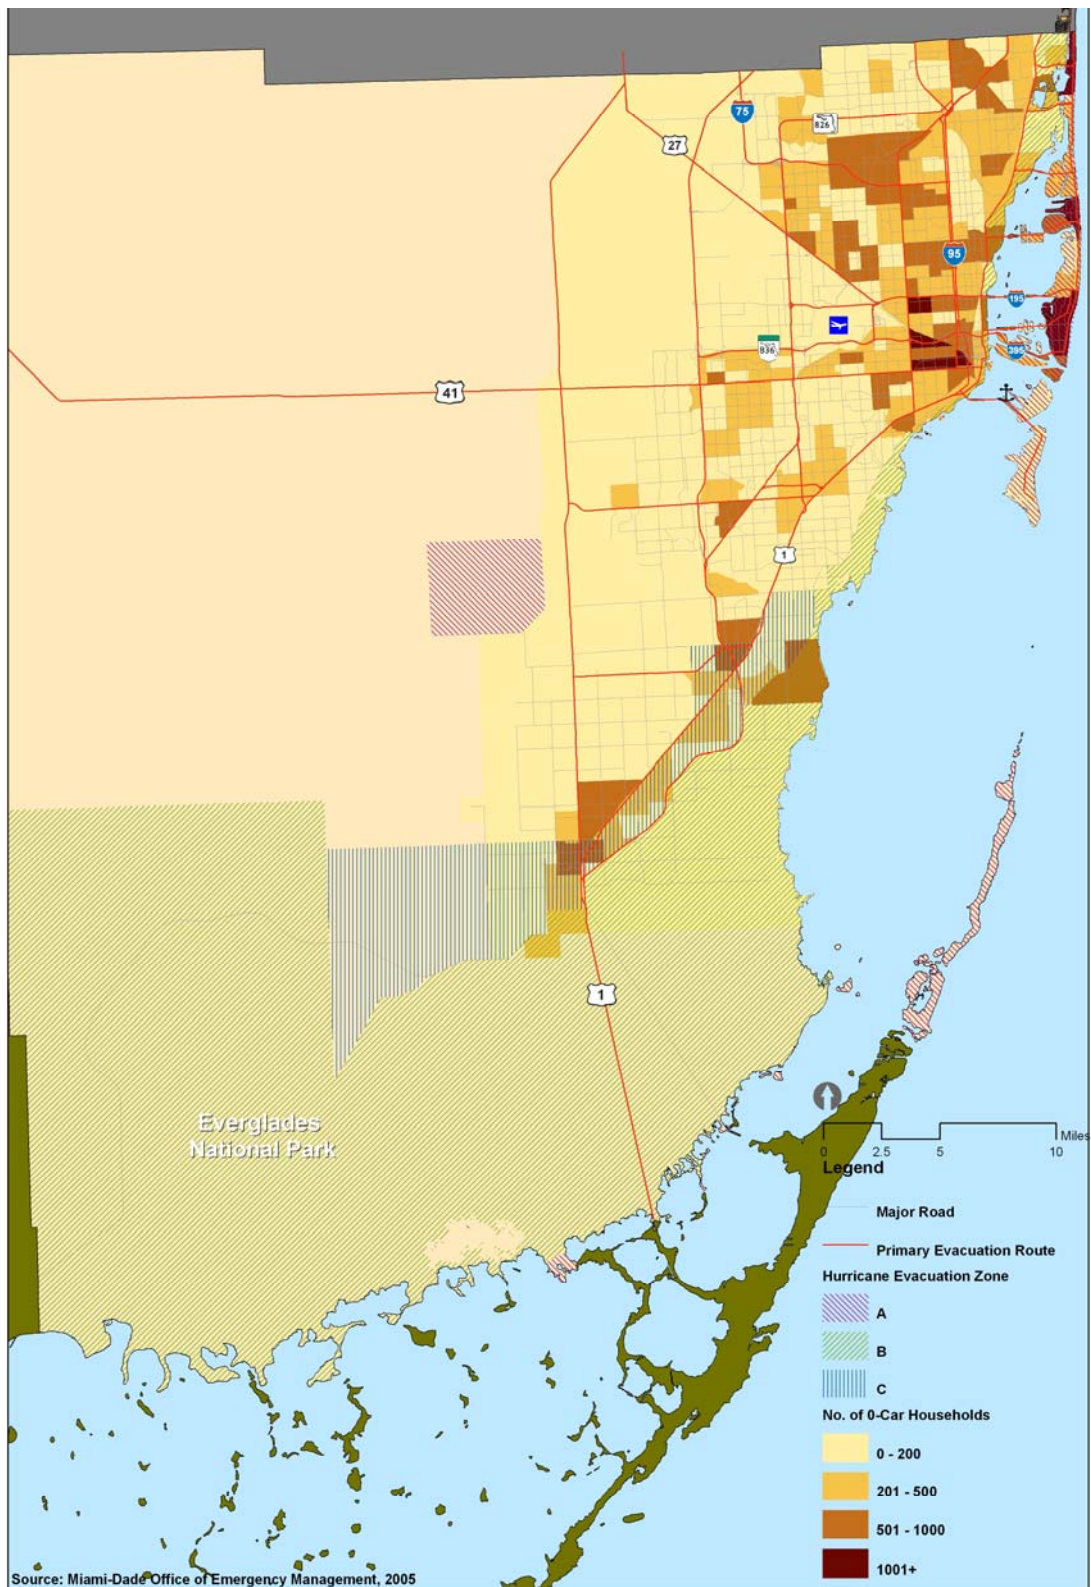 75
826
27
95
195
836
395
41
1
1
Everglades
National Park
Miles
0 2.5 5 10
Legend
Major Road
Primary Evacuation Route
Hurricane Evacuation Zone
A
B
C
No. of 0-Car Households
0 - 200
201 - 500
501 - 1000
1001+
Source: Miami-Dade Office of Emergency Management, 2005